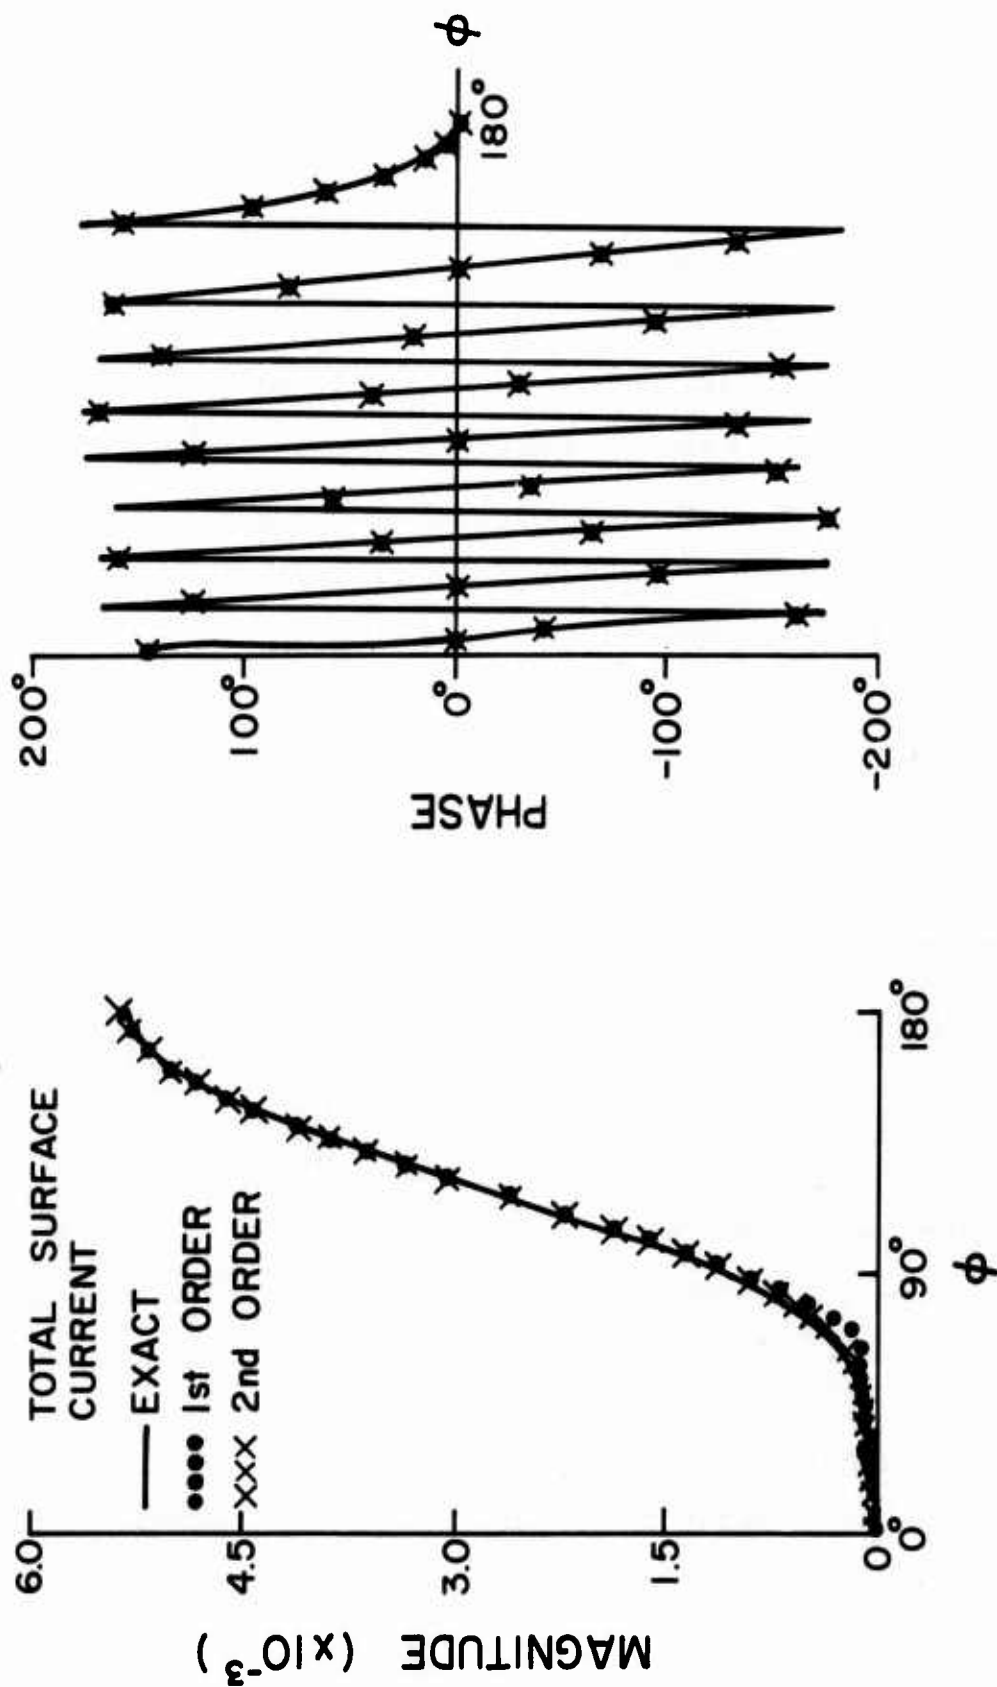 TOTAL SURFACE
CURRENT
— EXACT
•••• 1st ORDER
××× 2nd ORDER
MAGNITUDE (x10⁻³)
6.0
4.5
3.0
1.5
0
0°
90°
180°
ϕ
PHASE
200°
100°
0°
-100°
-200°
180°
ϕ